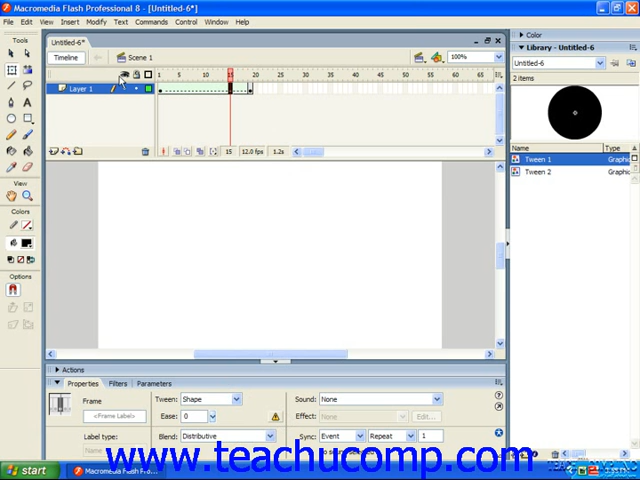 Macromedia Flash Professional 8 - [Untitled-6*]
File Edit View Insert Modify Text Commands Control Window Help
Tools
View
Colors
Options
Untitled-6*
Timeline Scene 1 100%
1 5 10 15 20 25 30 35 40 45 50 55 60 65
Layer 1
15 12.0 fps 1.2s
Actions
Properties Filters Parameters
Frame
<Frame Label>
Label type:
Name
Tween: Shape
Ease: 0
Blend: Distributive
Sound: None
Effect: None Edit...
Sync: Event Repeat 1
Color
Library - Untitled-6
Untitled-6
2 items
Name Type
Tween 1 Graphic
Tween 2 Graphic
www.teachucomp.com
start Macromedia Flash Pro...